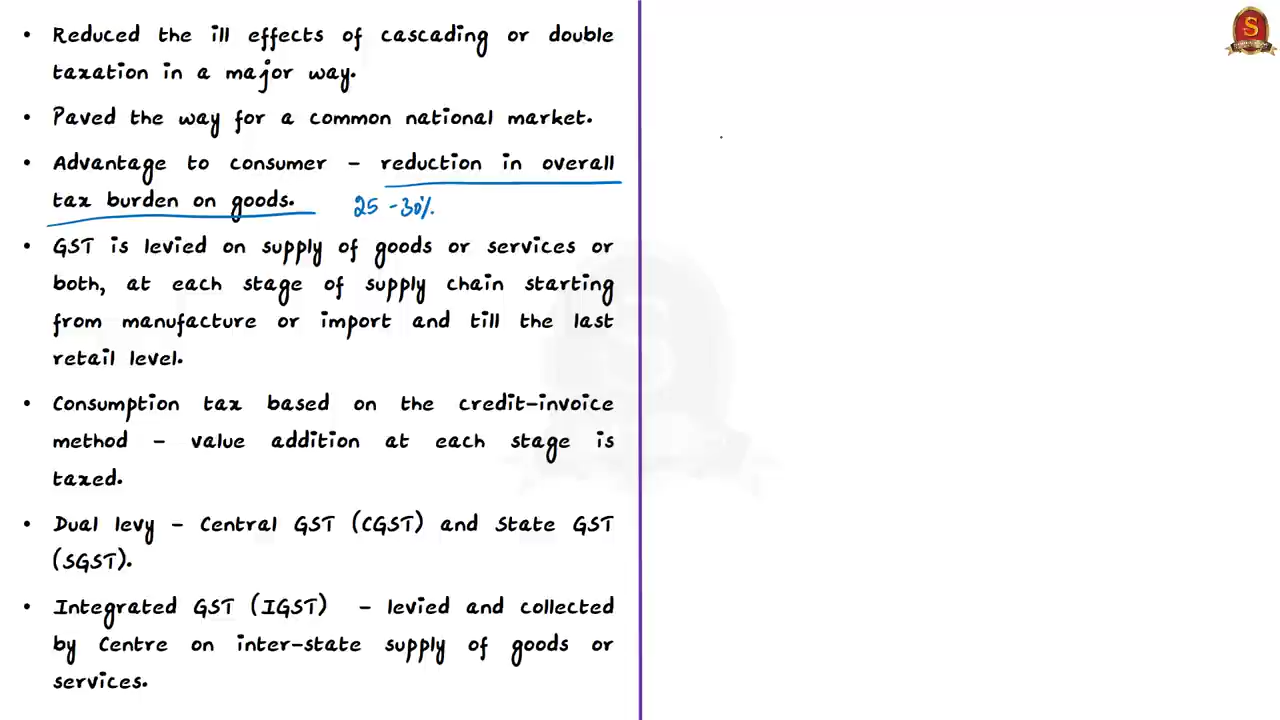 • Reduced the ill effects of cascading or double
taxation in a major way.
• Paved the way for a common national market.
• Advantage to consumer – reduction in overall
tax burden on goods. 25 - 30%
• GST is levied on supply of goods or services or
both, at each stage of supply chain starting
from manufacture or import and till the last
retail level.
• Consumption tax based on the credit-invoice
method – value addition at each stage is
taxed.
• Dual levy – Central GST (CGST) and State GST
(SGST).
• Integrated GST (IGST) – levied and collected
by Centre on inter-state supply of goods or
services.
S